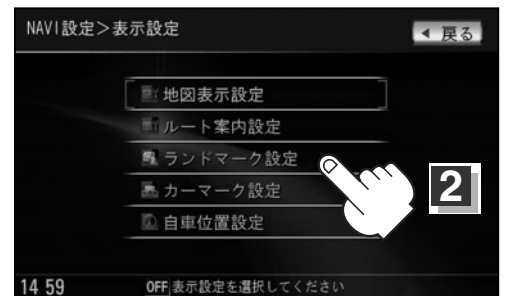 NAVI設定＞表示設定
◀ 戻る
地図表示設定
ルート案内設定
ランドマーク設定
カーマーク設定
自車位置設定
2
14 59 OFF 表示設定を選択してください